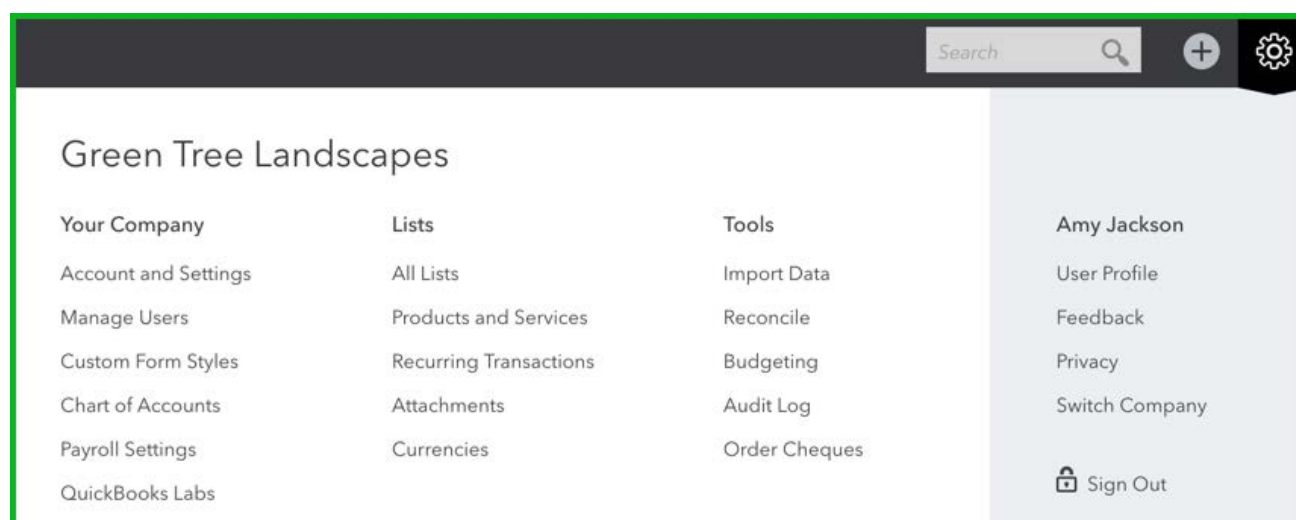 Search
Green Tree Landscapes
Your Company
Account and Settings
Manage Users
Custom Form Styles
Chart of Accounts
Payroll Settings
QuickBooks Labs
Lists
All Lists
Products and Services
Recurring Transactions
Attachments
Currencies
Tools
Import Data
Reconcile
Budgeting
Audit Log
Order Cheques
Amy Jackson
User Profile
Feedback
Privacy
Switch Company
Sign Out